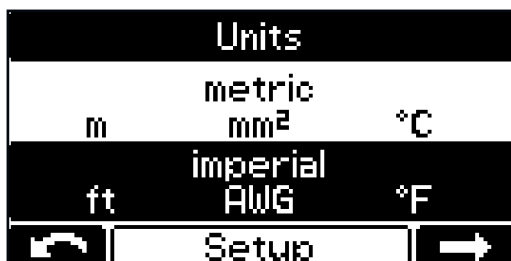 Units
metric
m mm² °C
imperial
ft AWG °F
Setup